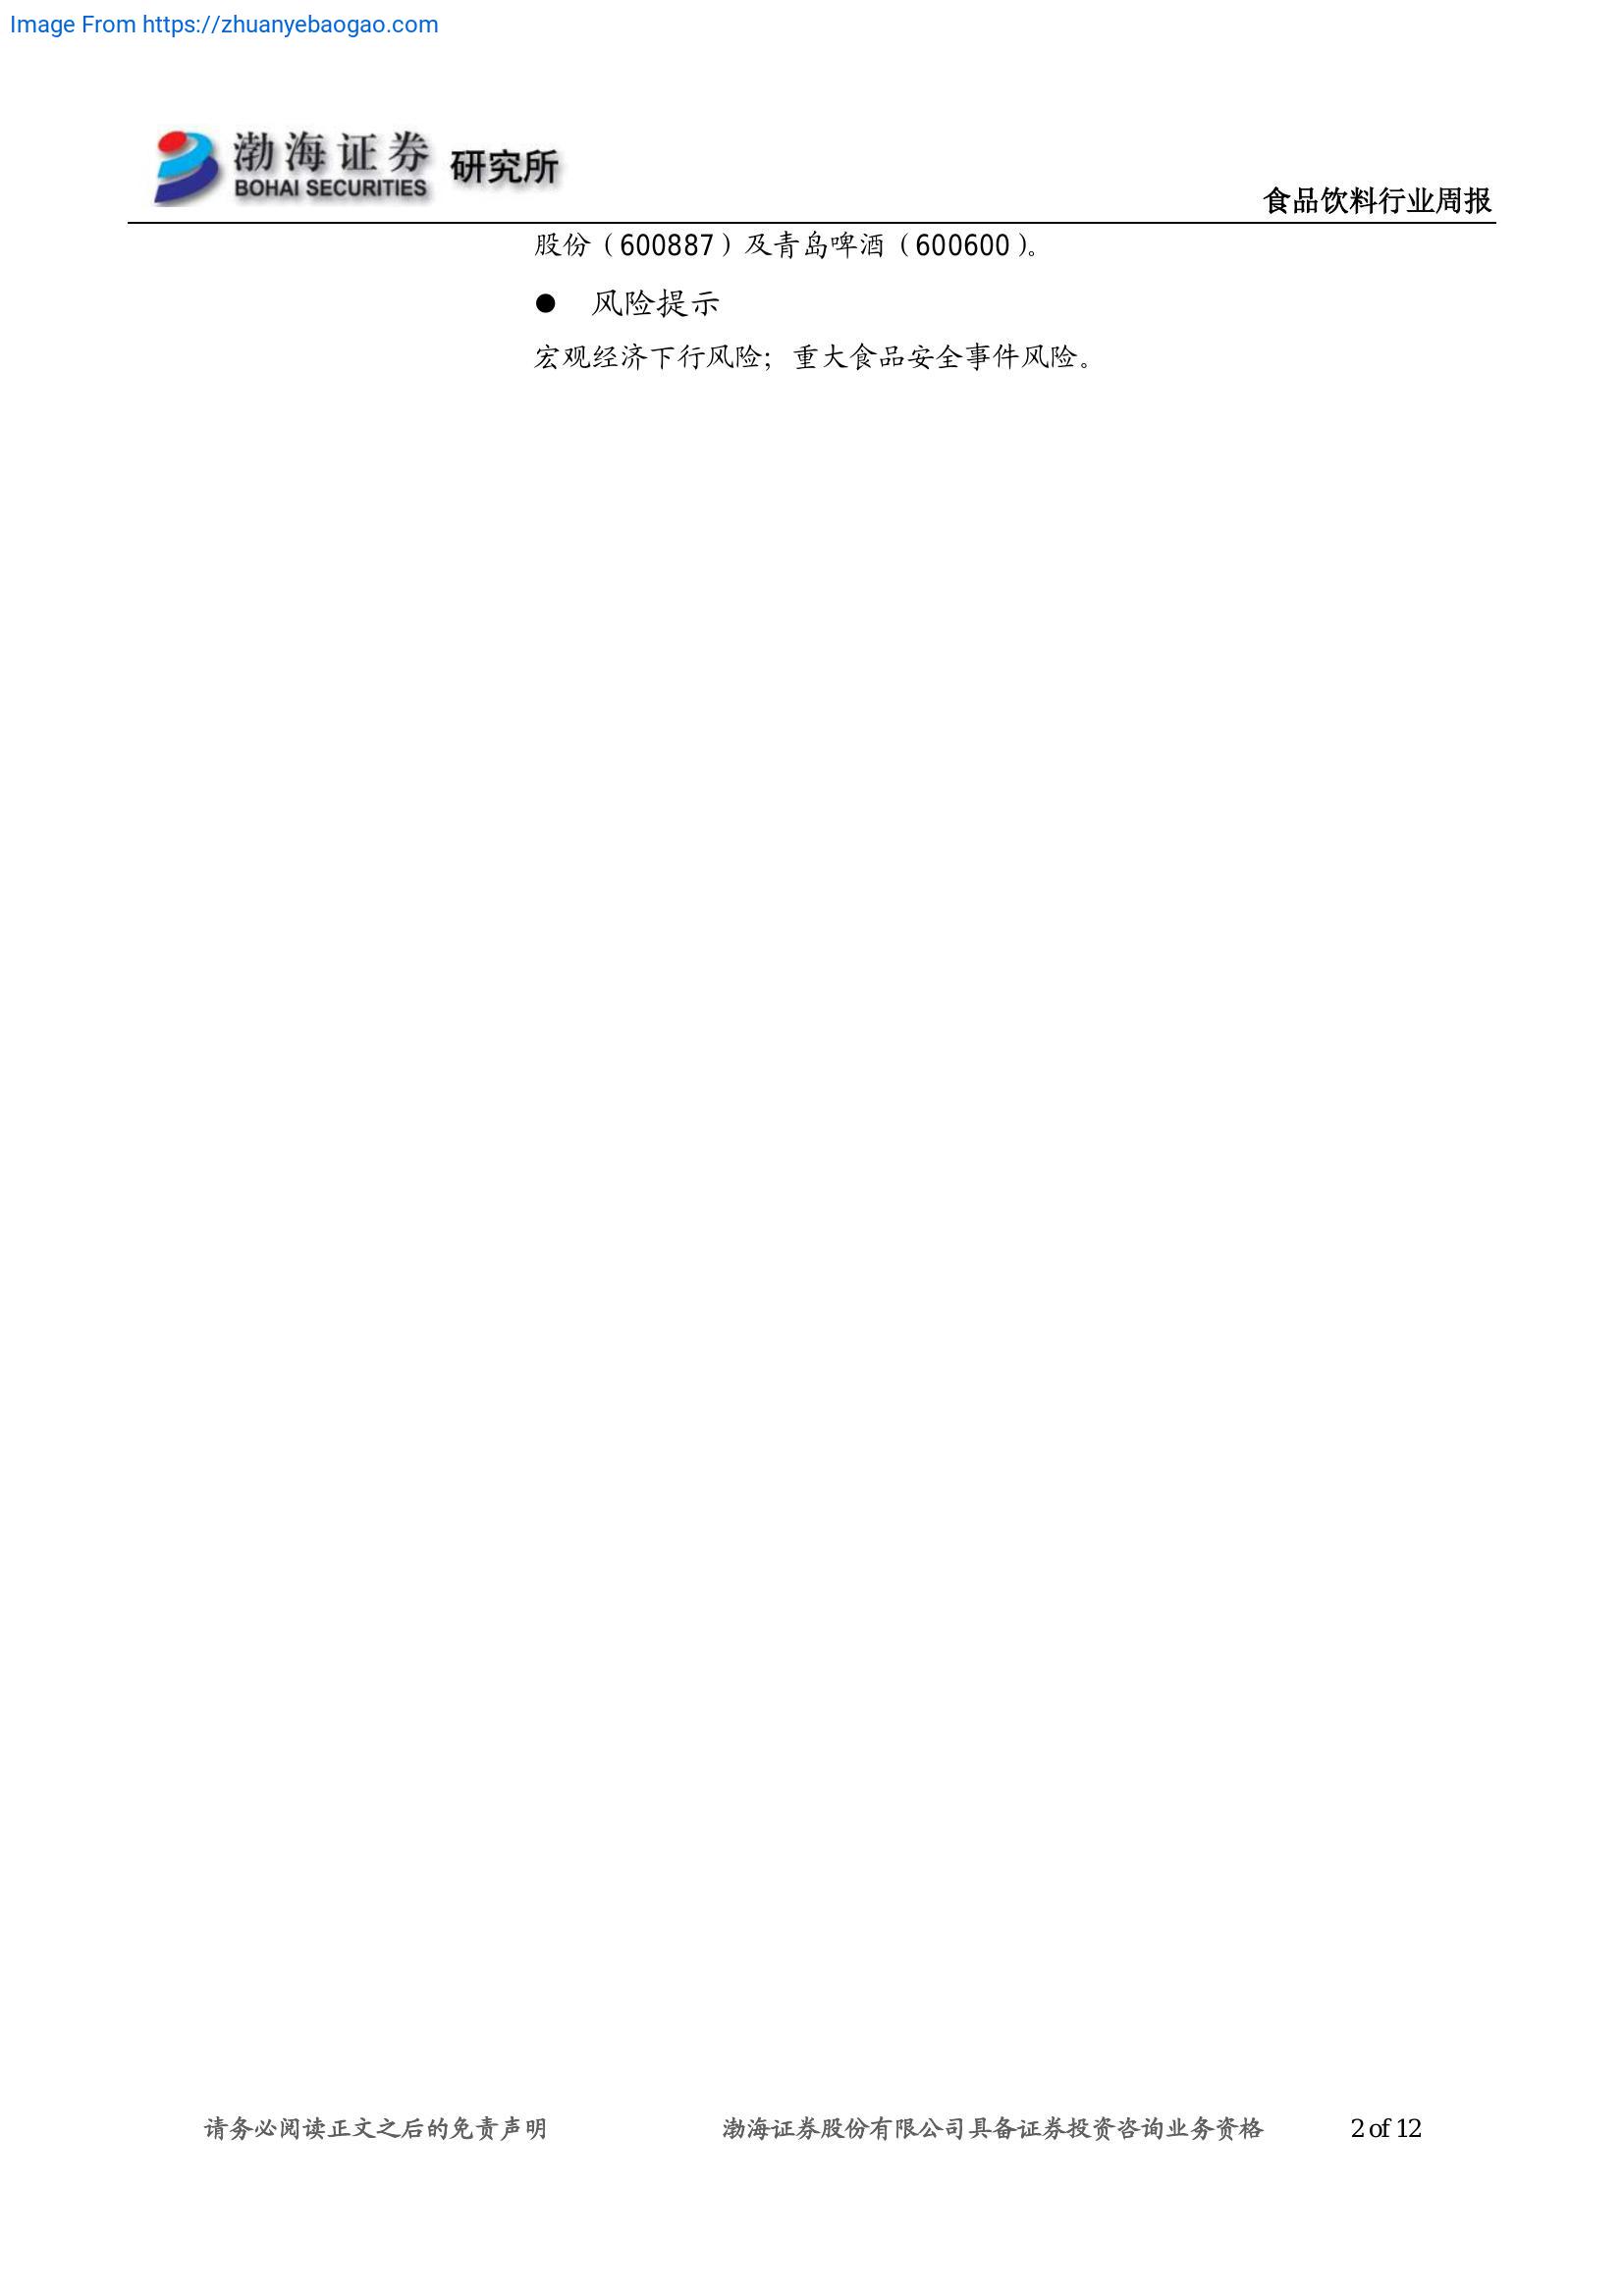 Image From https://zhuanyebaogao.com
渤海证券 研究所
BOHAI SECURITIES
食品饮料行业周报
股份（600887）及青岛啤酒（600600）。
● 风险提示
宏观经济下行风险；重大食品安全事件风险。
请务必阅读正文之后的免责声明 渤海证券股份有限公司具备证券投资咨询业务资格 2 of 12